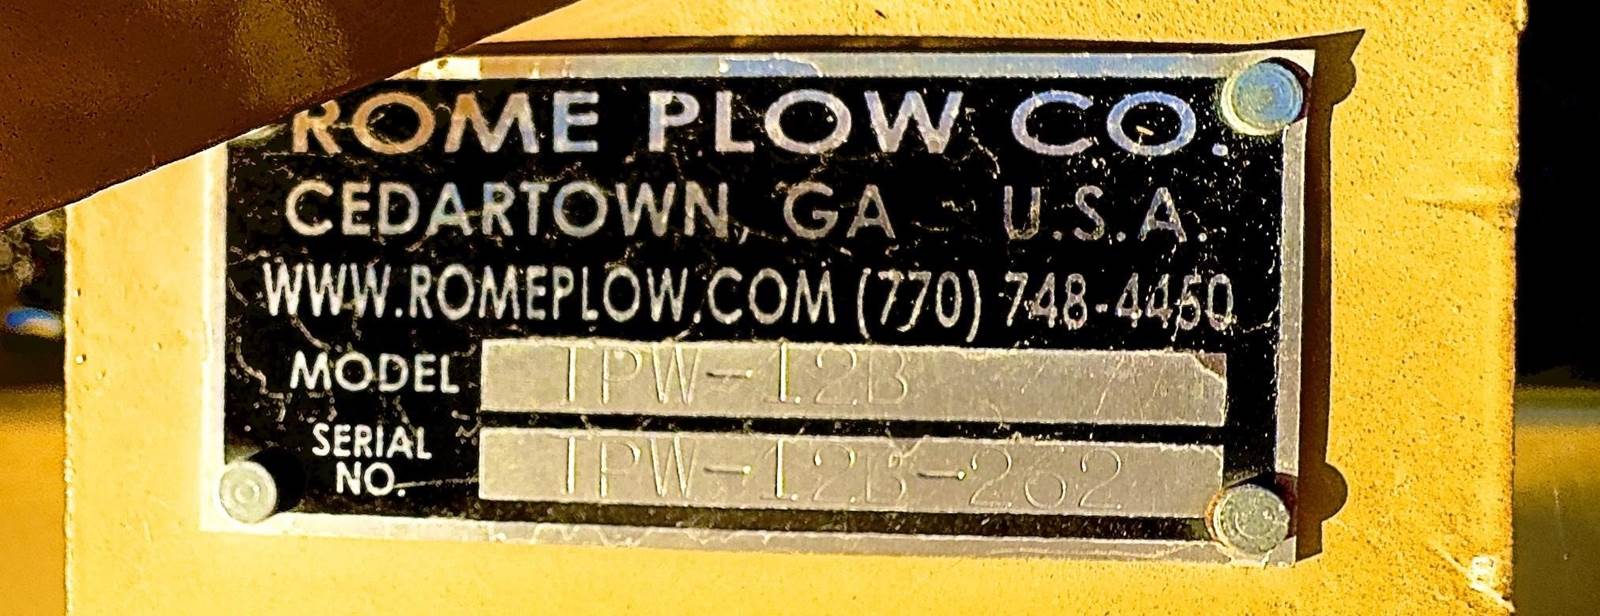 ROME PLOW CO.
CEDARTOWN, GA U.S.A.
WWW.ROMEPLOW.COM (770) 748-4450
MODEL TPW-12B
SERIAL NO. TPW-12B-262